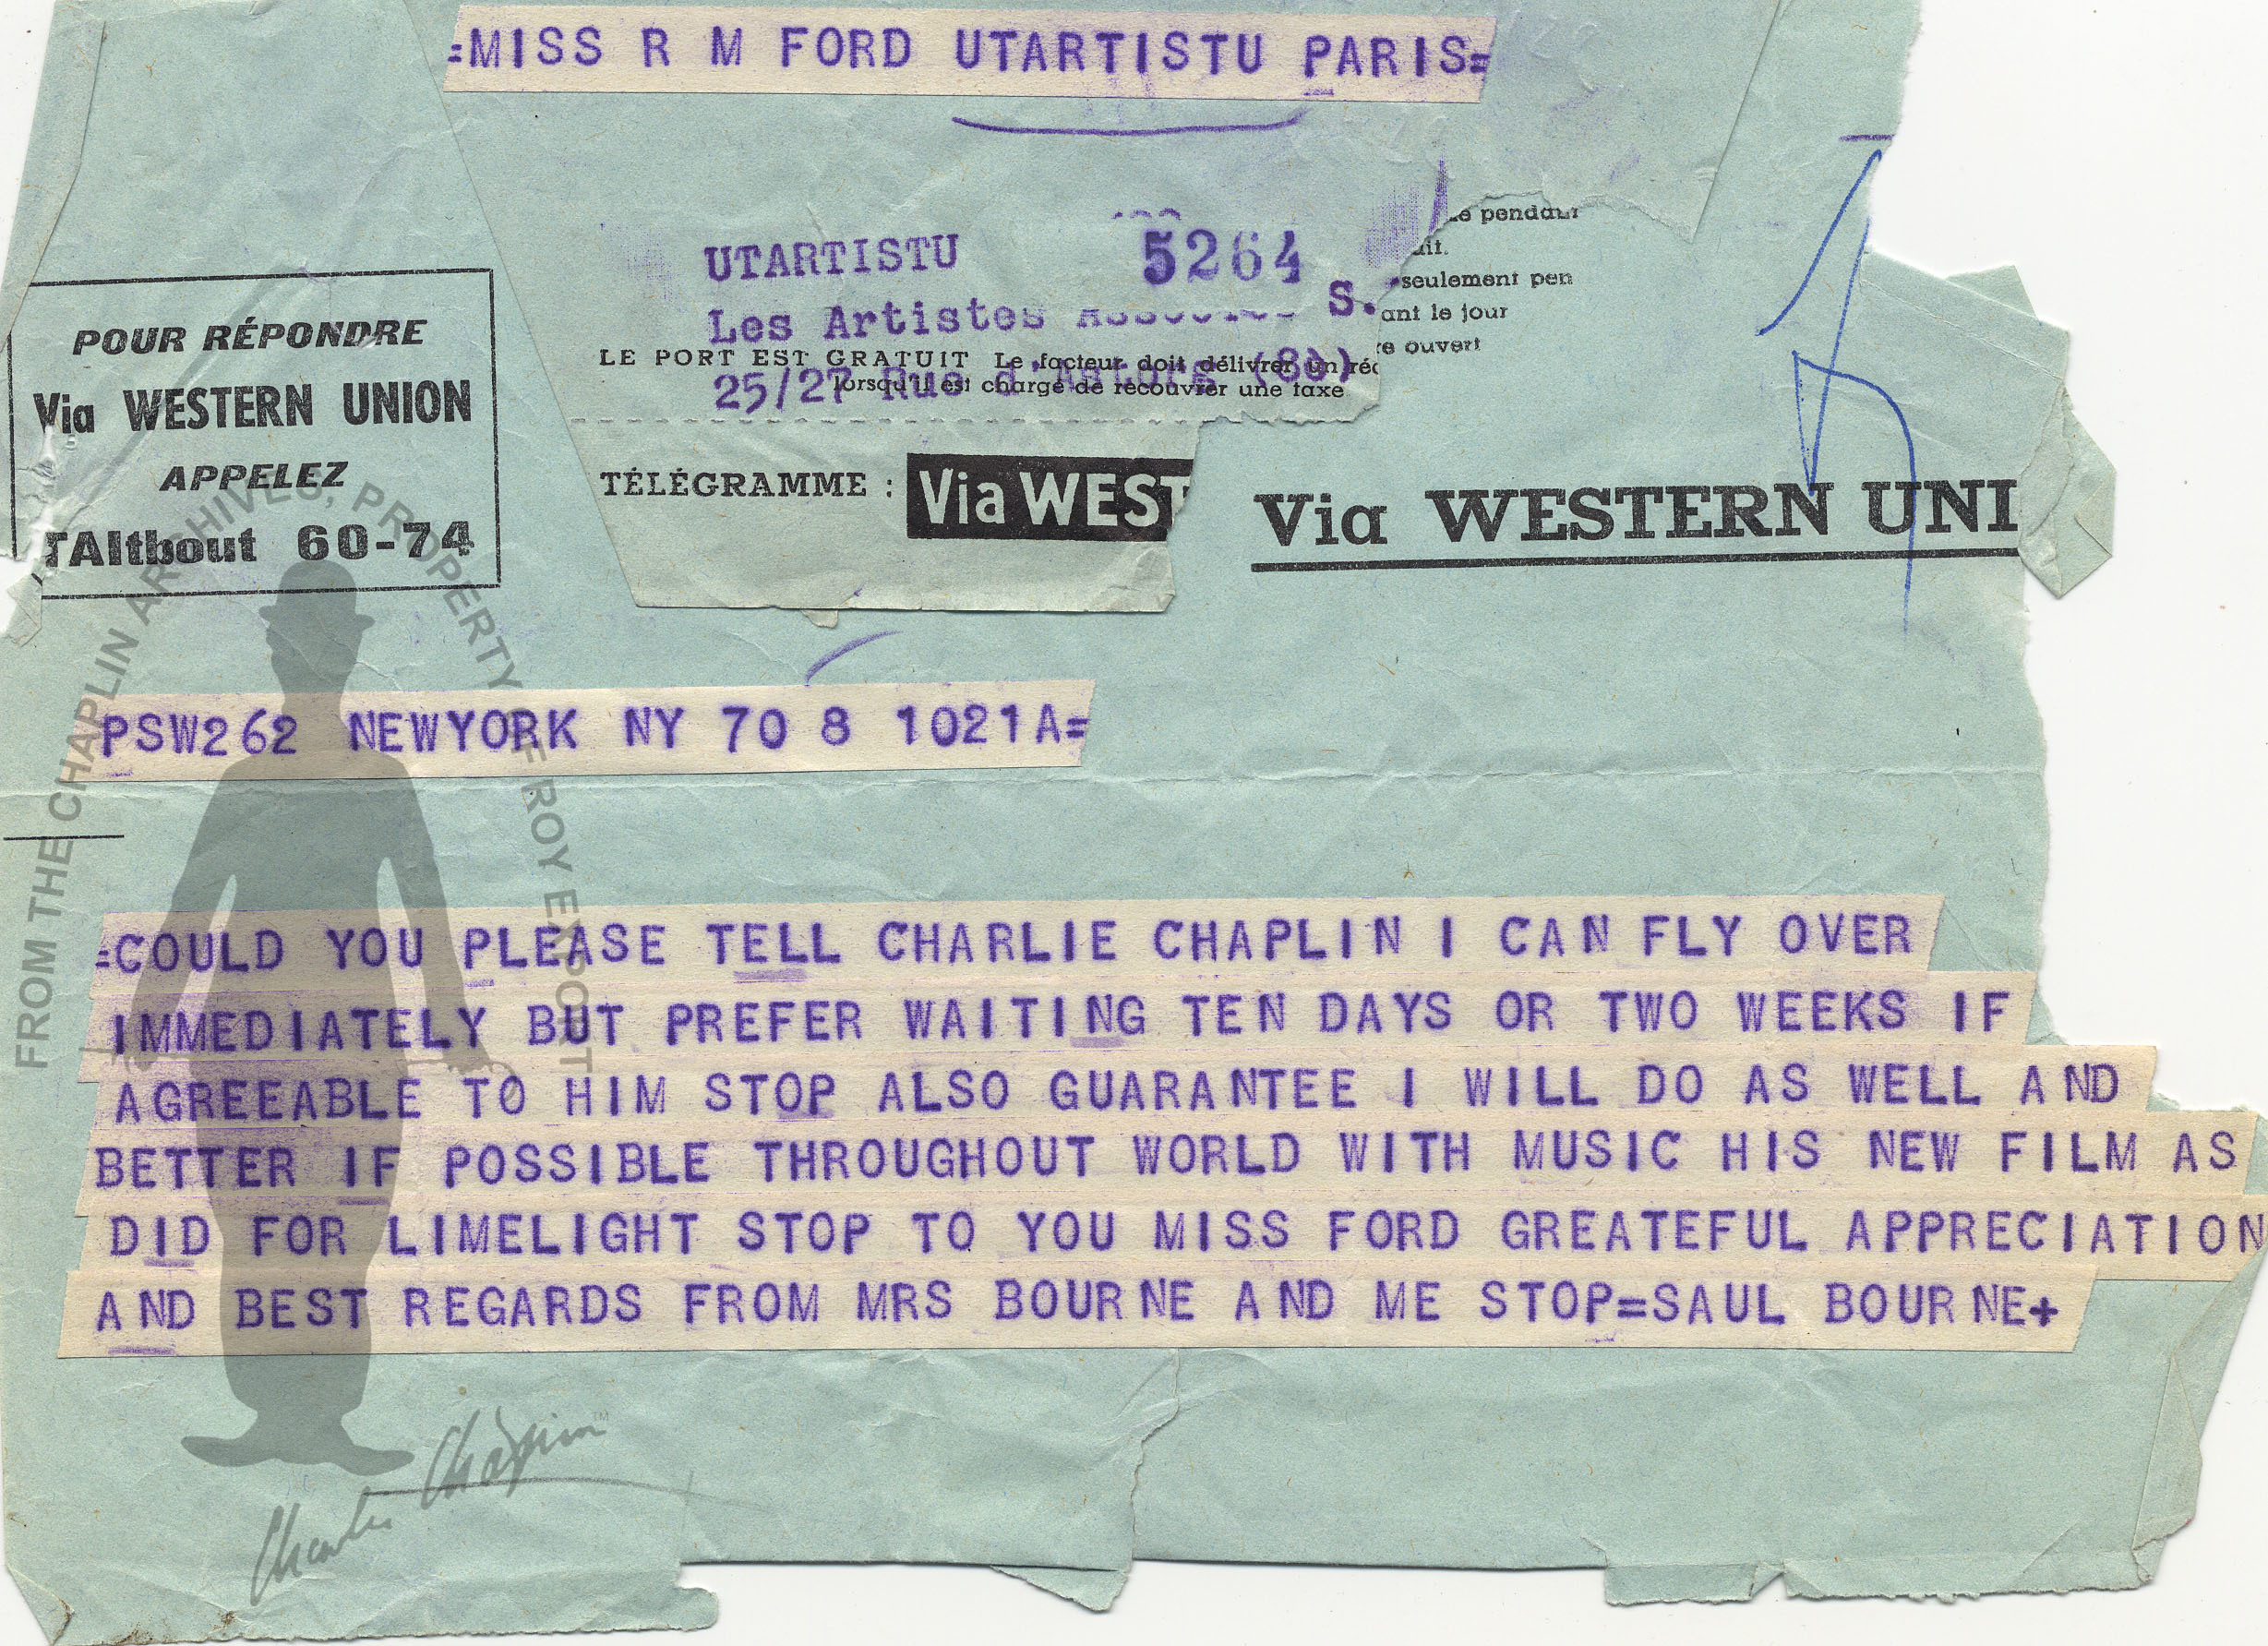 =MISS R M FORD UTARTISTU PARIS=
UTARTISTU 5264
Les Artistes S.
25/27 Rue d' (8è)
pendant
seulement pen
ant le jour
ouvert
LE PORT EST GRATUIT Le facteur doit délivrer un
lorsqu'il est chargé de recouvrer une taxe
POUR RÉPONDRE
Via WESTERN UNION
APPELEZ
TAItbout 60-74
TÉLÉGRAMME : Via WEST
Via WESTERN UNI
PSW262 NEWYORK NY 70 8 1021A=
=COULD YOU PLEASE TELL CHARLIE CHAPLIN I CAN FLY OVER
IMMEDIATELY BUT PREFER WAITING TEN DAYS OR TWO WEEKS IF
AGREEABLE TO HIM STOP ALSO GUARANTEE I WILL DO AS WELL AND
BETTER IF POSSIBLE THROUGHOUT WORLD WITH MUSIC HIS NEW FILM AS
DID FOR LIMELIGHT STOP TO YOU MISS FORD GREATEFUL APPRECIATION
AND BEST REGARDS FROM MRS BOURNE AND ME STOP=SAUL BOURNE+
FROM THE CHAPLIN ARCHIVES, PROPERTY OF ROY EXPORT
Charlie Chaplin